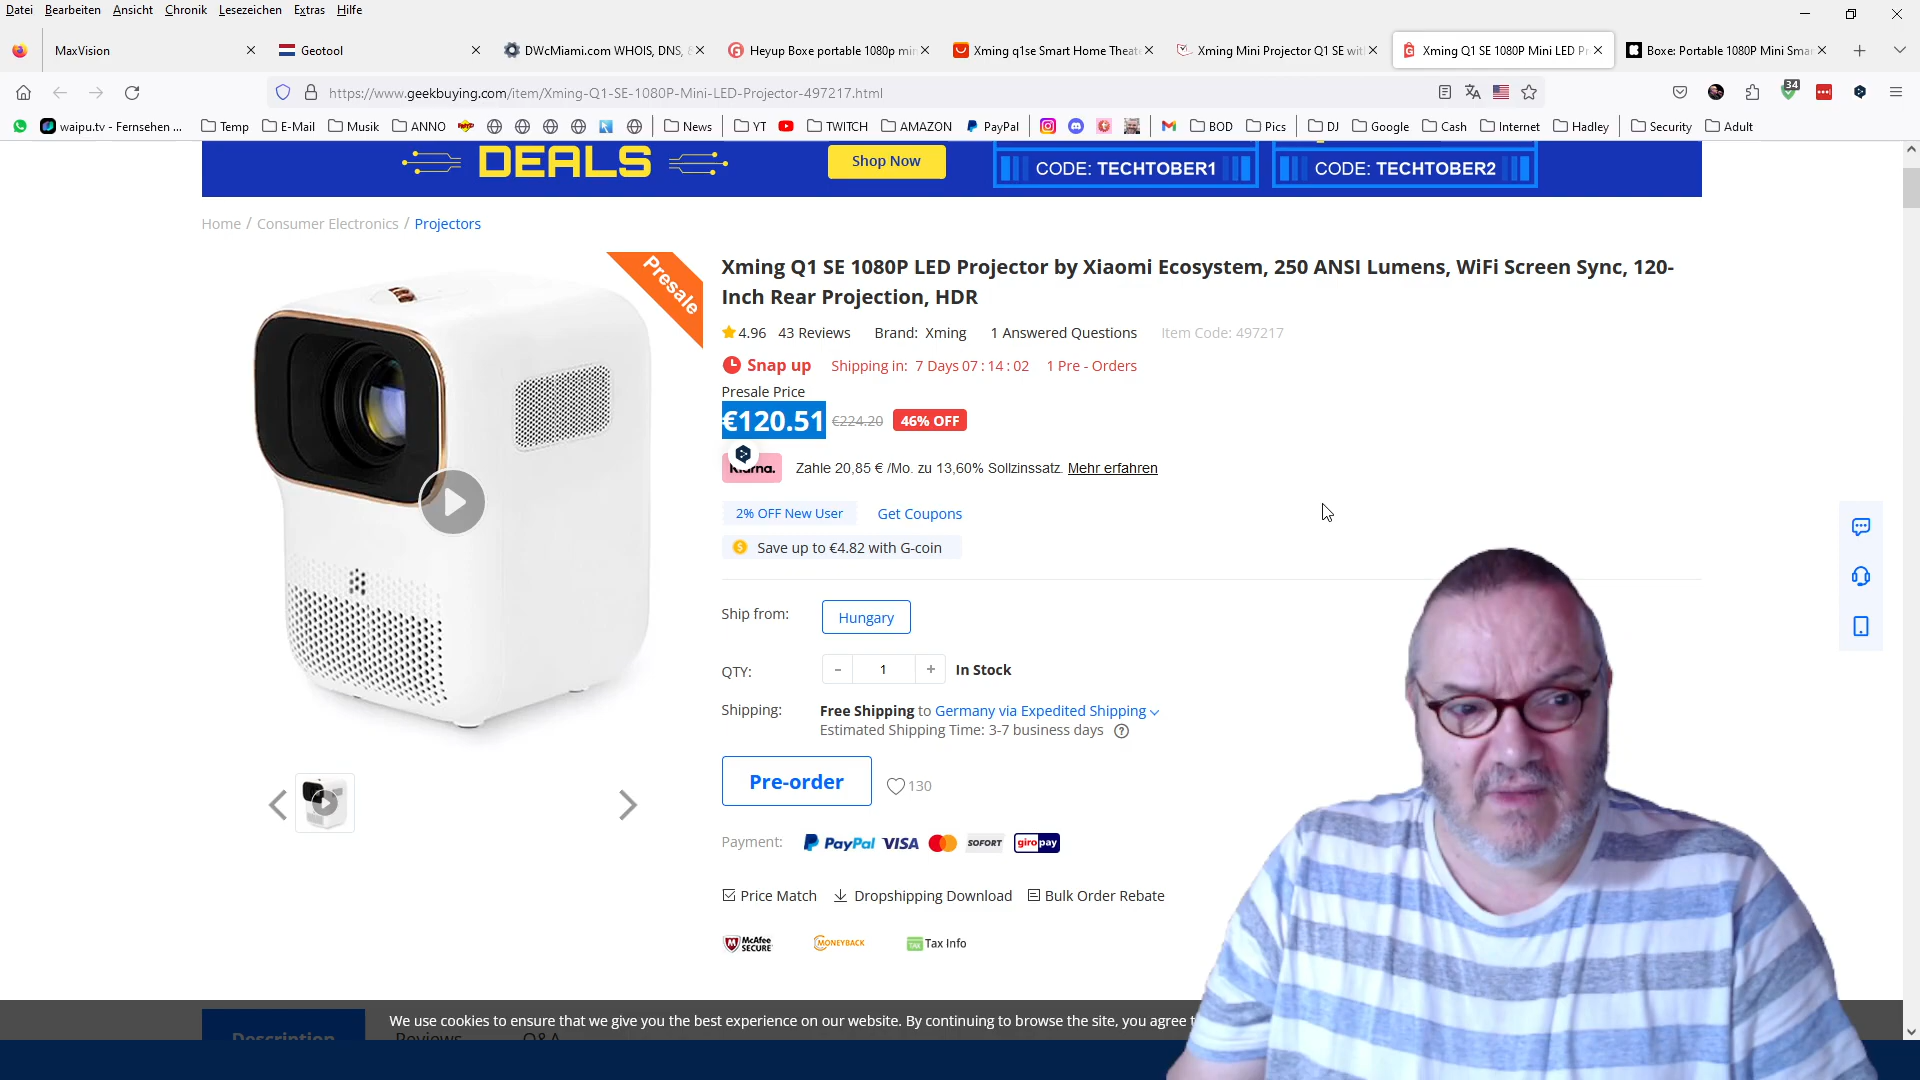 Datei Bearbeiten Ansicht Chronik Lesezeichen Extras Hilfe
MaxVision
Geotool
DWcMiami.com WHOIS, DNS,
Heyup Boxe portable 1080p mi
Xming q1se Smart Home Theat
Xming Mini Projector Q1 SE wit
Xming Q1 SE 1080P Mini LED P
Boxe: Portable 1080P Mini Sma
https://www.geekbuying.com/item/Xming-Q1-SE-1080P-Mini-LED-Projector-497217.html
34
waipu.tv - Fernsehen ... Temp E-Mail Musik ANNO News YT TWITCH AMAZON PayPal BOD Pics DJ Google Cash Internet Hadley Security Adult
DEALS
Shop Now
CODE: TECHTOBER1
CODE: TECHTOBER2
Home / Consumer Electronics / Projectors
Presale
Xming Q1 SE 1080P LED Projector by Xiaomi Ecosystem, 250 ANSI Lumens, WiFi Screen Sync, 120-
Inch Rear Projection, HDR
4.96 43 Reviews Brand: Xming 1 Answered Questions Item Code: 497217
Snap up Shipping in: 7 Days 07 : 14 : 02 1 Pre - Orders
Presale Price
€120.51 €224.20 46% OFF
Klarna. Zahle 20,85 € /Mo. zu 13,60% Sollzinssatz. Mehr erfahren
2% OFF New User Get Coupons
Save up to €4.82 with G-coin
Ship from: Hungary
QTY: - 1 + In Stock
Shipping: Free Shipping to Germany via Expedited Shipping
Estimated Shipping Time: 3-7 business days ?
Pre-order 130
Payment: PayPal VISA SOFORT giropay
Price Match Dropshipping Download Bulk Order Rebate
McAfee SECURE MONEYBACK TAX Tax Info
We use cookies to ensure that we give you the best experience on our website. By continuing to browse the site, you agree
Description Reviews Q&A